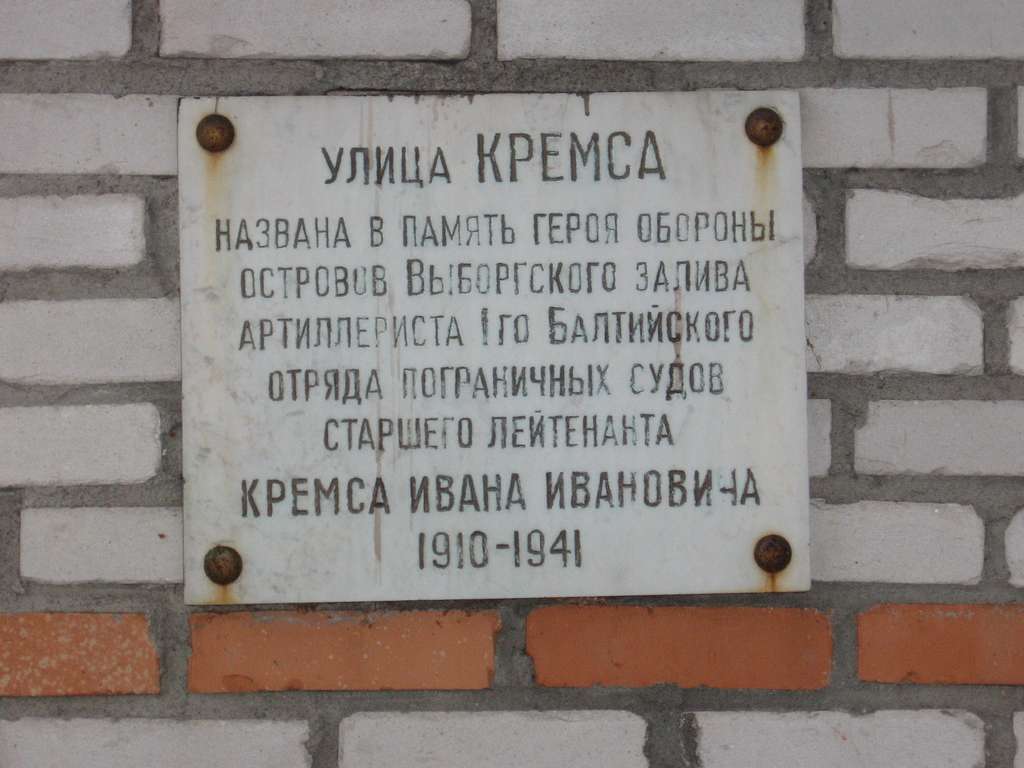 УЛИЦА КРЕМСА
НАЗВАНА В ПАМЯТЬ ГЕРОЯ ОБОРОНЫ
ОСТРОВОВ ВЫБОРГСКОГО ЗАЛИВА
АРТИЛЛЕРИСТА 1ГО БАЛТИЙСКОГО
ОТРЯДА ПОГРАНИЧНЫХ СУДОВ
СТАРШЕГО ЛЕЙТЕНАНТА
КРЕМСА ИВАНА ИВАНОВИЧА
1910-1941